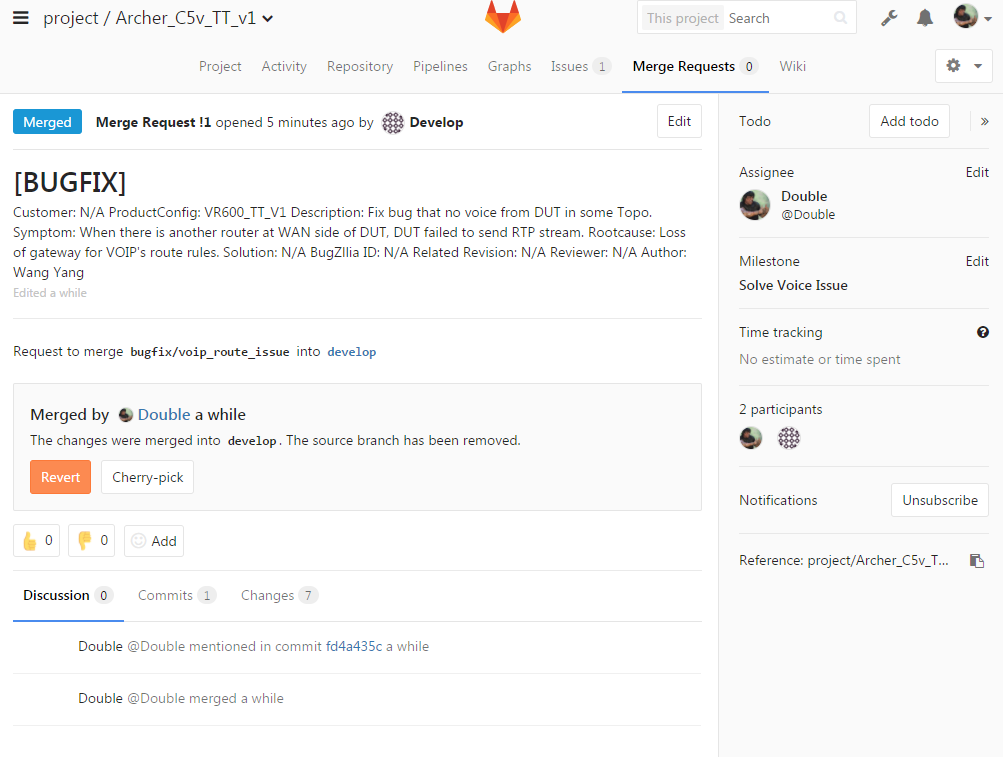 project / Archer_C5v_TT_v1
This project Search
Project Activity Repository Pipelines Graphs Issues 1 Merge Requests 0 Wiki
Merged Merge Request !1 opened 5 minutes ago by Develop Edit
[BUGFIX]
Customer: N/A ProductConfig: VR600_TT_V1 Description: Fix bug that no voice from DUT in some Topo.
Symptom: When there is another router at WAN side of DUT, DUT failed to send RTP stream. Rootcause: Loss
of gateway for VOIP's route rules. Solution: N/A BugZIlia ID: N/A Related Revision: N/A Reviewer: N/A Author:
Wang Yang
Edited a while
Request to merge bugfix/voip_route_issue into develop
Merged by Double a while
The changes were merged into develop. The source branch has been removed.
Revert Cherry-pick
0 0 Add
Discussion 0 Commits 1 Changes 7
Double @Double mentioned in commit fd4a435c a while
Double @Double merged a while
Todo Add todo »
Assignee Edit
Double
@Double
Milestone Edit
Solve Voice Issue
Time tracking ?
No estimate or time spent
2 participants
Notifications Unsubscribe
Reference: project/Archer_C5v_T...